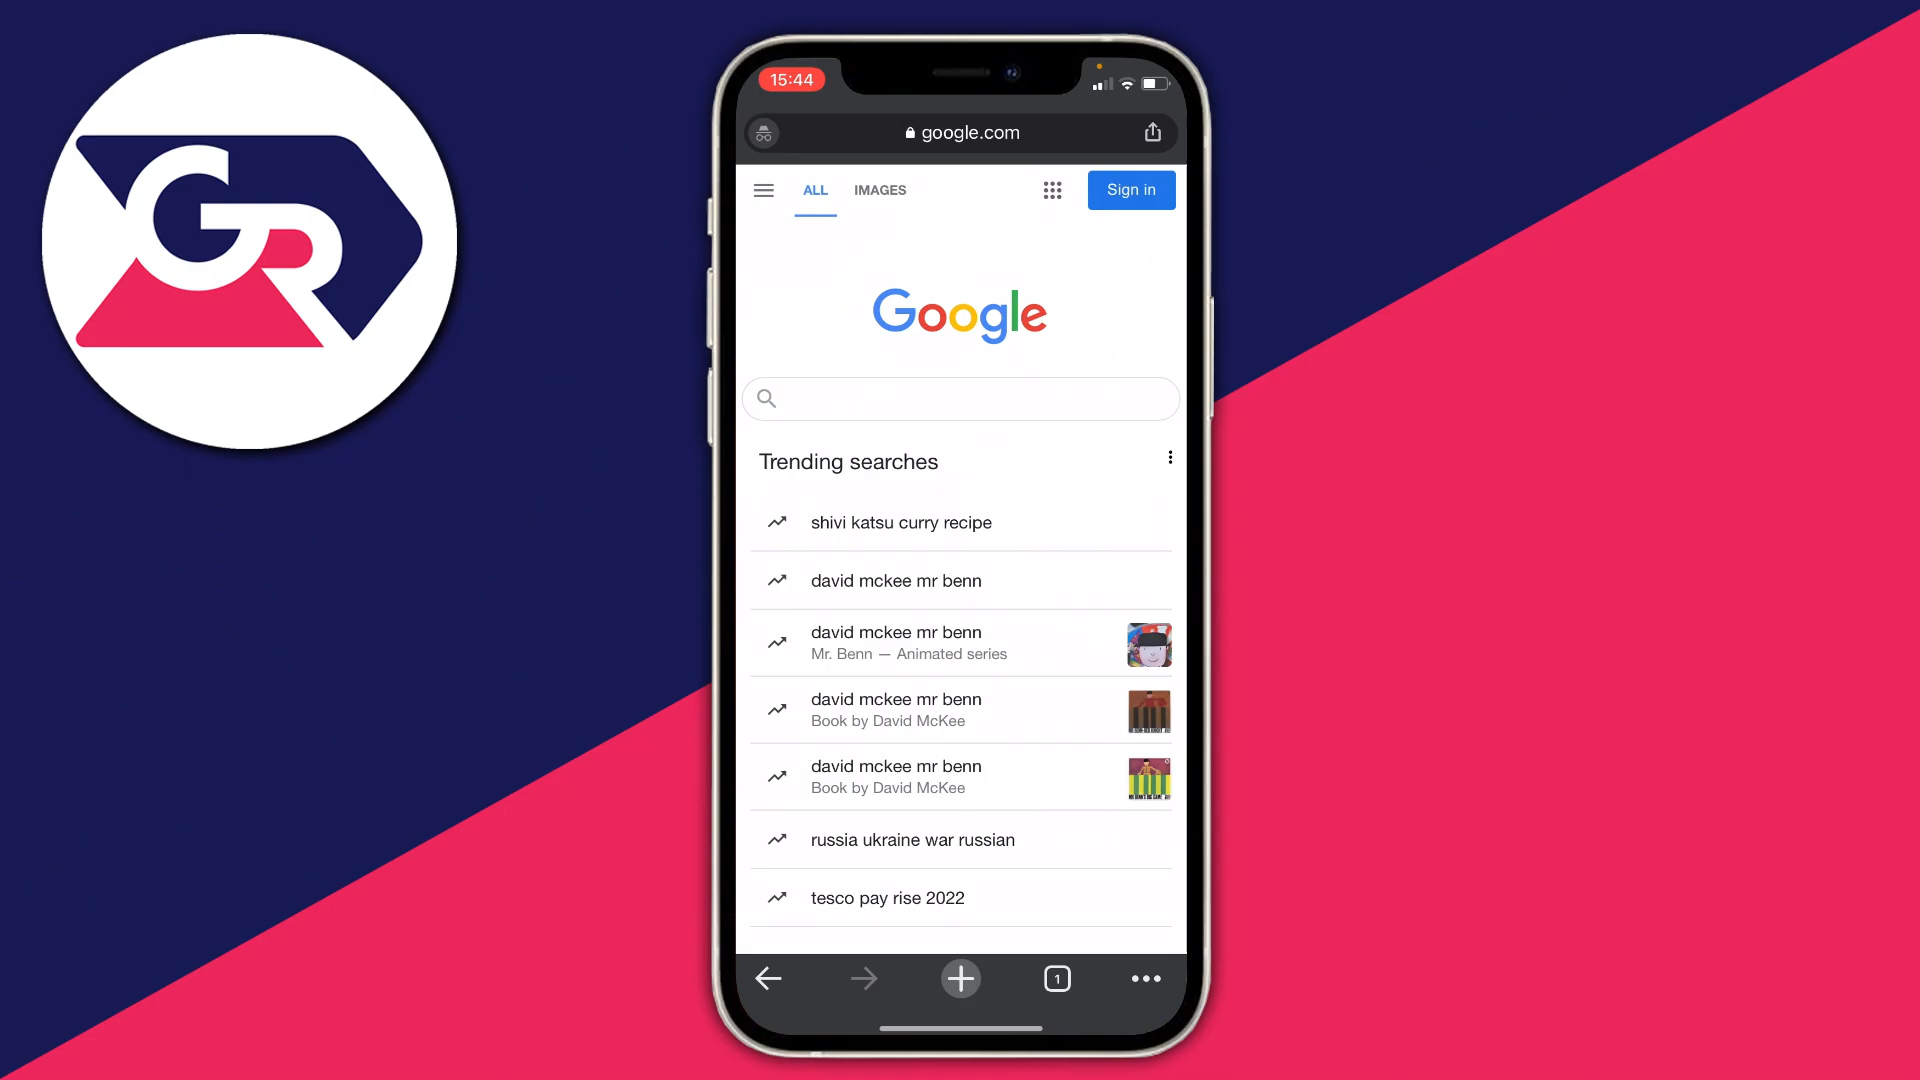 GR
15:44
google.com
ALL IMAGES Sign in
Google
Trending searches
shivi katsu curry recipe
david mckee mr benn
david mckee mr benn
Mr. Benn — Animated series
david mckee mr benn
Book by David McKee
david mckee mr benn
Book by David McKee
russia ukraine war russian
tesco pay rise 2022
1